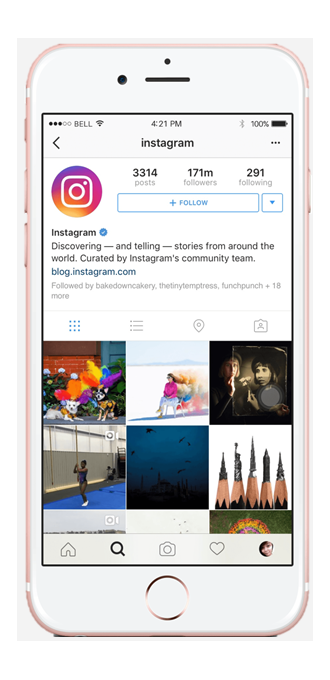 ●●●○○ BELL 4:21 PM 100%
instagram
3314 171m 291
posts followers following
+ FOLLOW
Instagram
Discovering — and telling — stories from around the
world. Curated by Instagram's community team.
blog.instagram.com
Followed by bakedowncakery, thetinytemptress, funchpunch + 18
more